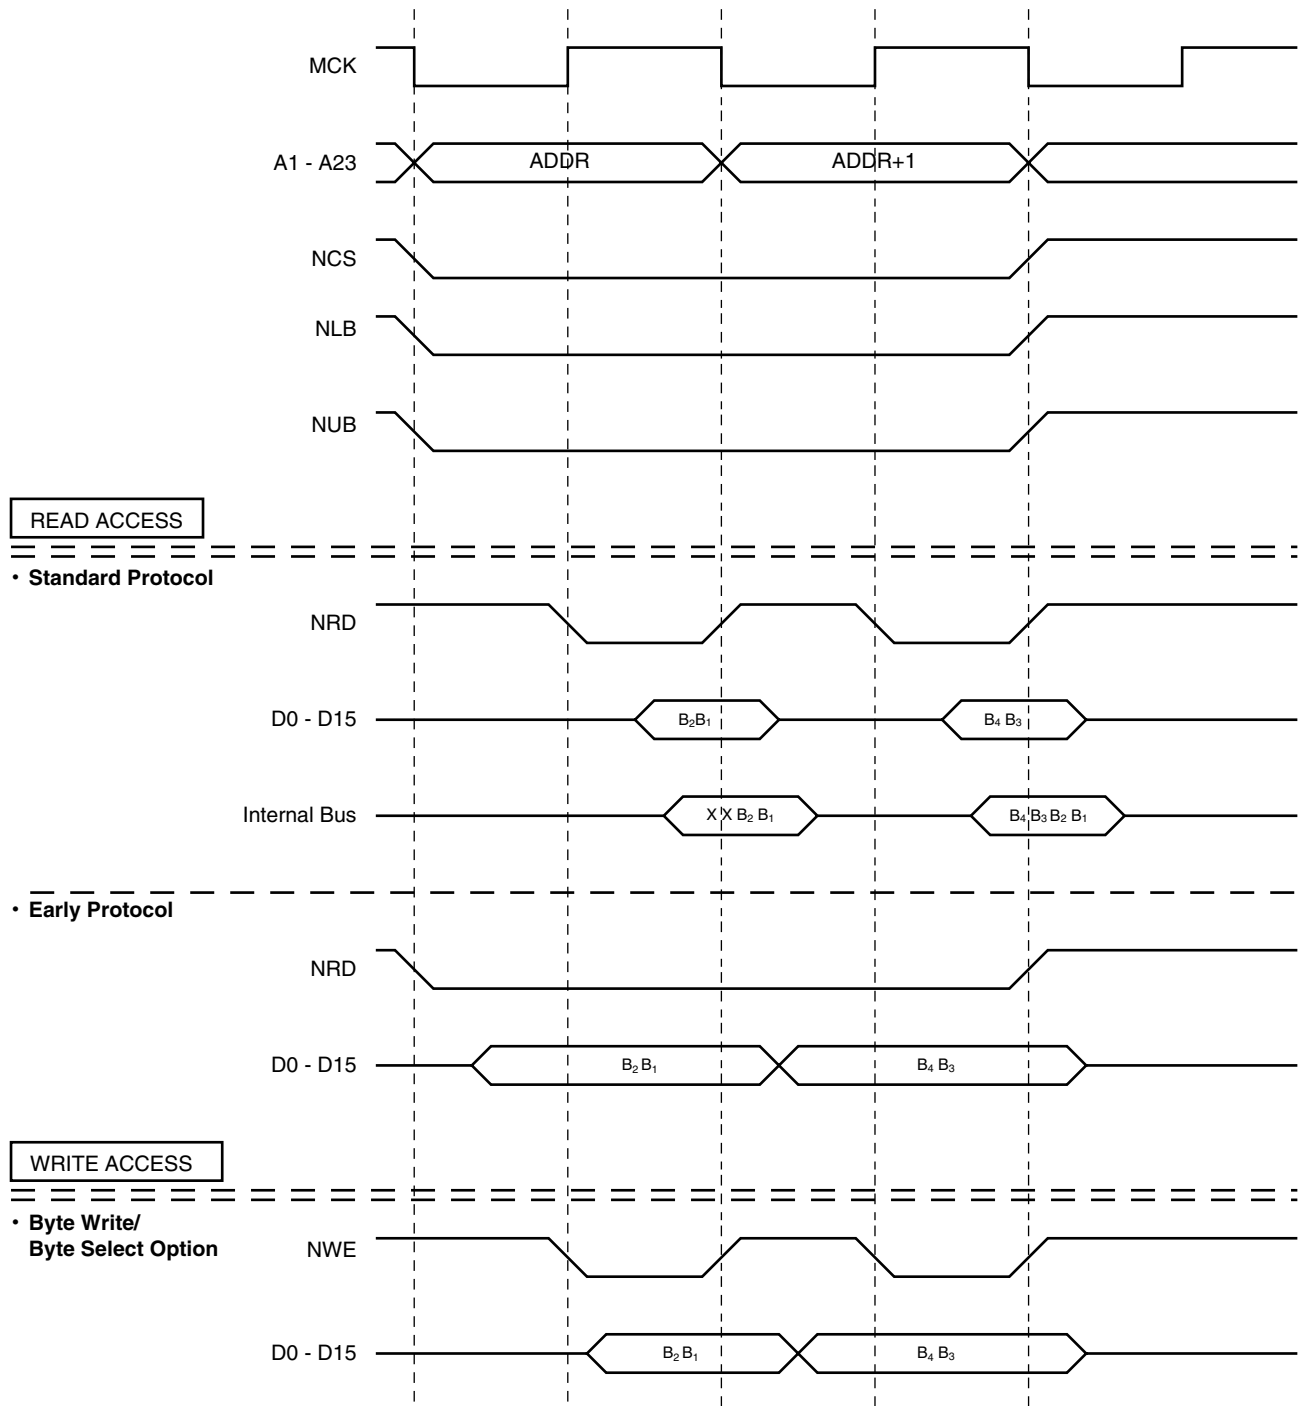 MCK
A1 - A23 ADDR ADDR+1
NCS
NLB
NUB
READ ACCESS
• Standard Protocol
NRD
D0 - D15 B₂B₁ B₄ B₃
Internal Bus X X B₂ B₁ B₄ B₃ B₂ B₁
• Early Protocol
NRD
D0 - D15 B₂ B₁ B₄ B₃
WRITE ACCESS
• Byte Write/
Byte Select Option NWE
D0 - D15 B₂ B₁ B₄ B₃